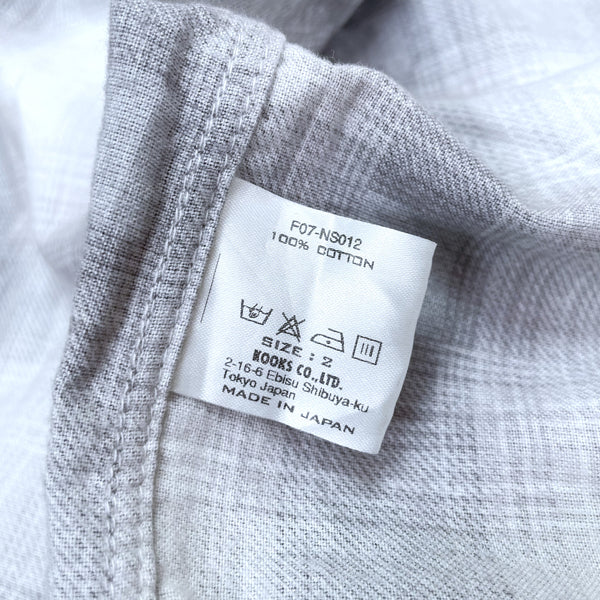 F07-NS012
100% COTTON
SIZE : 2
KOOKS CO.,LTD.
2-16-6 Ebisu Shibuya-ku
Tokyo Japan
MADE IN JAPAN